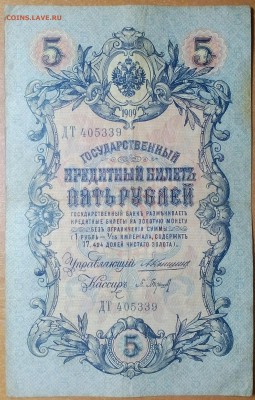 coins.LAVE.RU
5 5
1909
ДТ 405339
ГОСУДАРСТВЕННЫЙ
КРЕДИТНЫЙ БИЛЕТЪ
ПЯТЬ РУБЛЕЙ
ГОСУДАРСТВЕННЫЙ БАНКЪ РАЗМѢНИВАЕТЪ
КРЕДИТНЫЕ БИЛЕТЫ НА ЗОЛОТУЮ МОНЕТУ
БЕЗЪ ОГРАНИЧЕНІЯ СУММЫ
(1 РУБЛЬ = 1/15 ИМПЕРІАЛА, СОДЕРЖИТЪ
17,424 ДОЛЕЙ ЧИСТАГО ЗОЛОТА).
Управляющій
Кассиръ
ДТ 405339
5